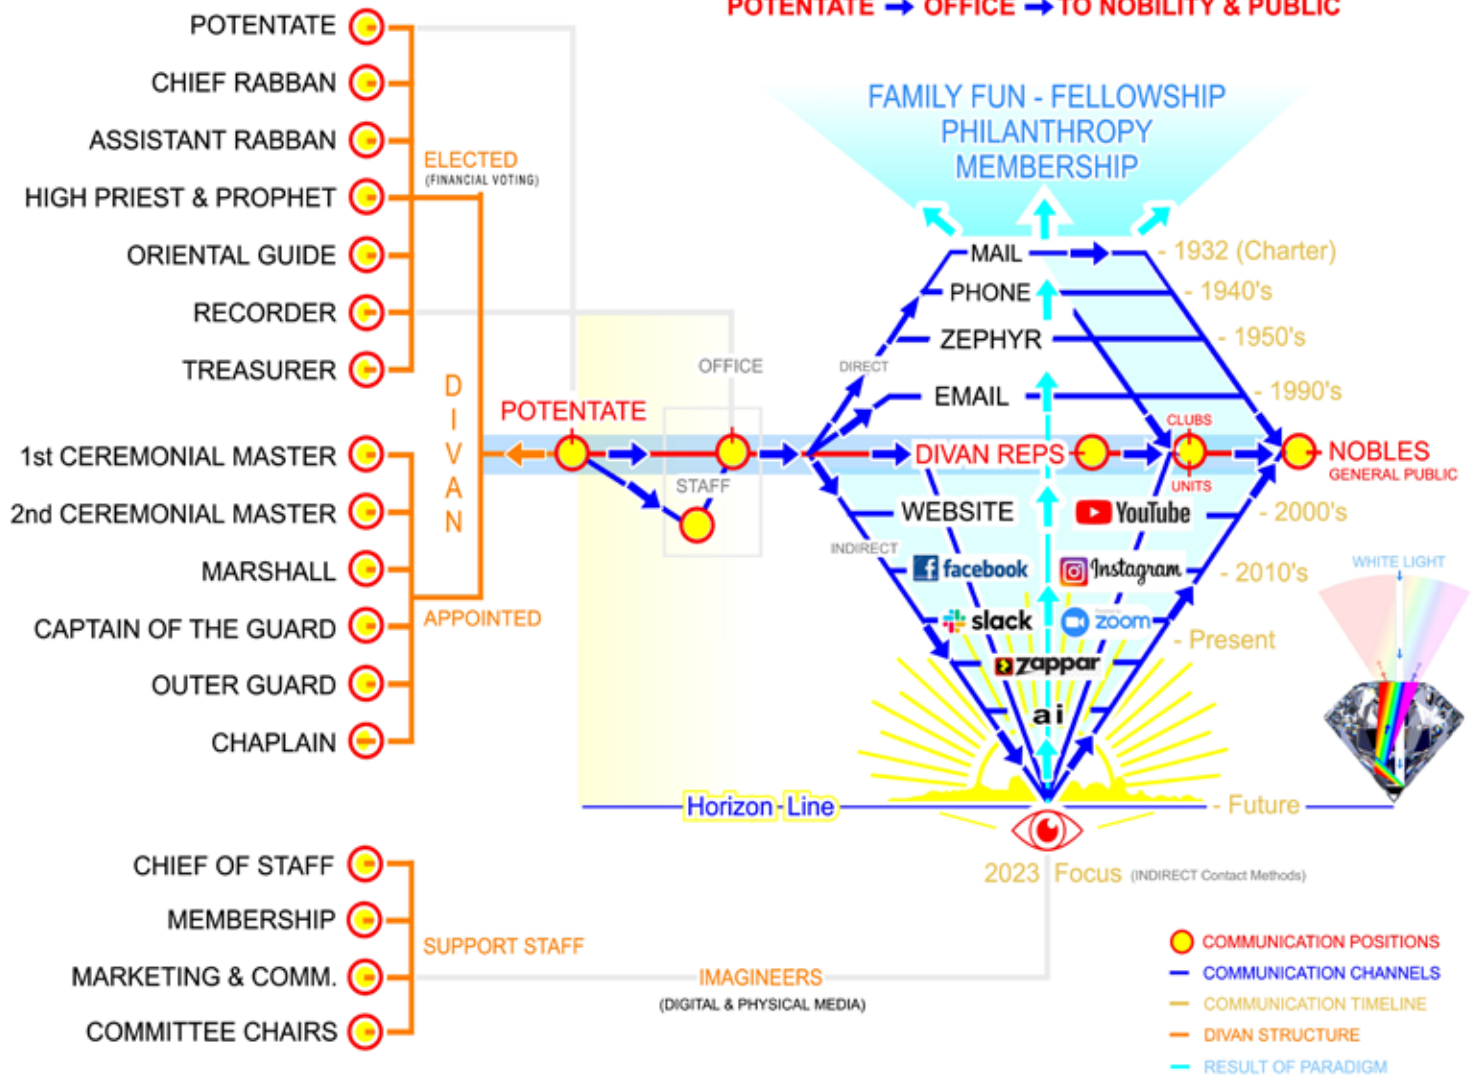 POTENTATE → OFFICE → TO NOBILITY & PUBLIC
POTENTATE
CHIEF RABBAN
ASSISTANT RABBAN
HIGH PRIEST & PROPHET
ORIENTAL GUIDE
RECORDER
TREASURER
ELECTED
(FINANCIAL VOTING)
1st CEREMONIAL MASTER
2nd CEREMONIAL MASTER
MARSHALL
CAPTAIN OF THE GUARD
OUTER GUARD
CHAPLAIN
APPOINTED
DIVAN
CHIEF OF STAFF
MEMBERSHIP
MARKETING & COMM.
COMMITTEE CHAIRS
SUPPORT STAFF
IMAGINEERS
(DIGITAL & PHYSICAL MEDIA)
POTENTATE
OFFICE
STAFF
FAMILY FUN - FELLOWSHIP
PHILANTHROPY
MEMBERSHIP
DIRECT
MAIL
- 1932 (Charter)
PHONE
- 1940's
ZEPHYR
- 1950's
EMAIL
- 1990's
DIVAN REPS
CLUBS
UNITS
NOBLES
GENERAL PUBLIC
INDIRECT
WEBSITE
YouTube
- 2000's
facebook
Instagram
- 2010's
slack
zoom
- Present
zappar
ai
Horizon Line
- Future
2023 Focus (INDIRECT Contact Methods)
WHITE LIGHT
COMMUNICATION POSITIONS
COMMUNICATION CHANNELS
COMMUNICATION TIMELINE
DIVAN STRUCTURE
RESULT OF PARADIGM